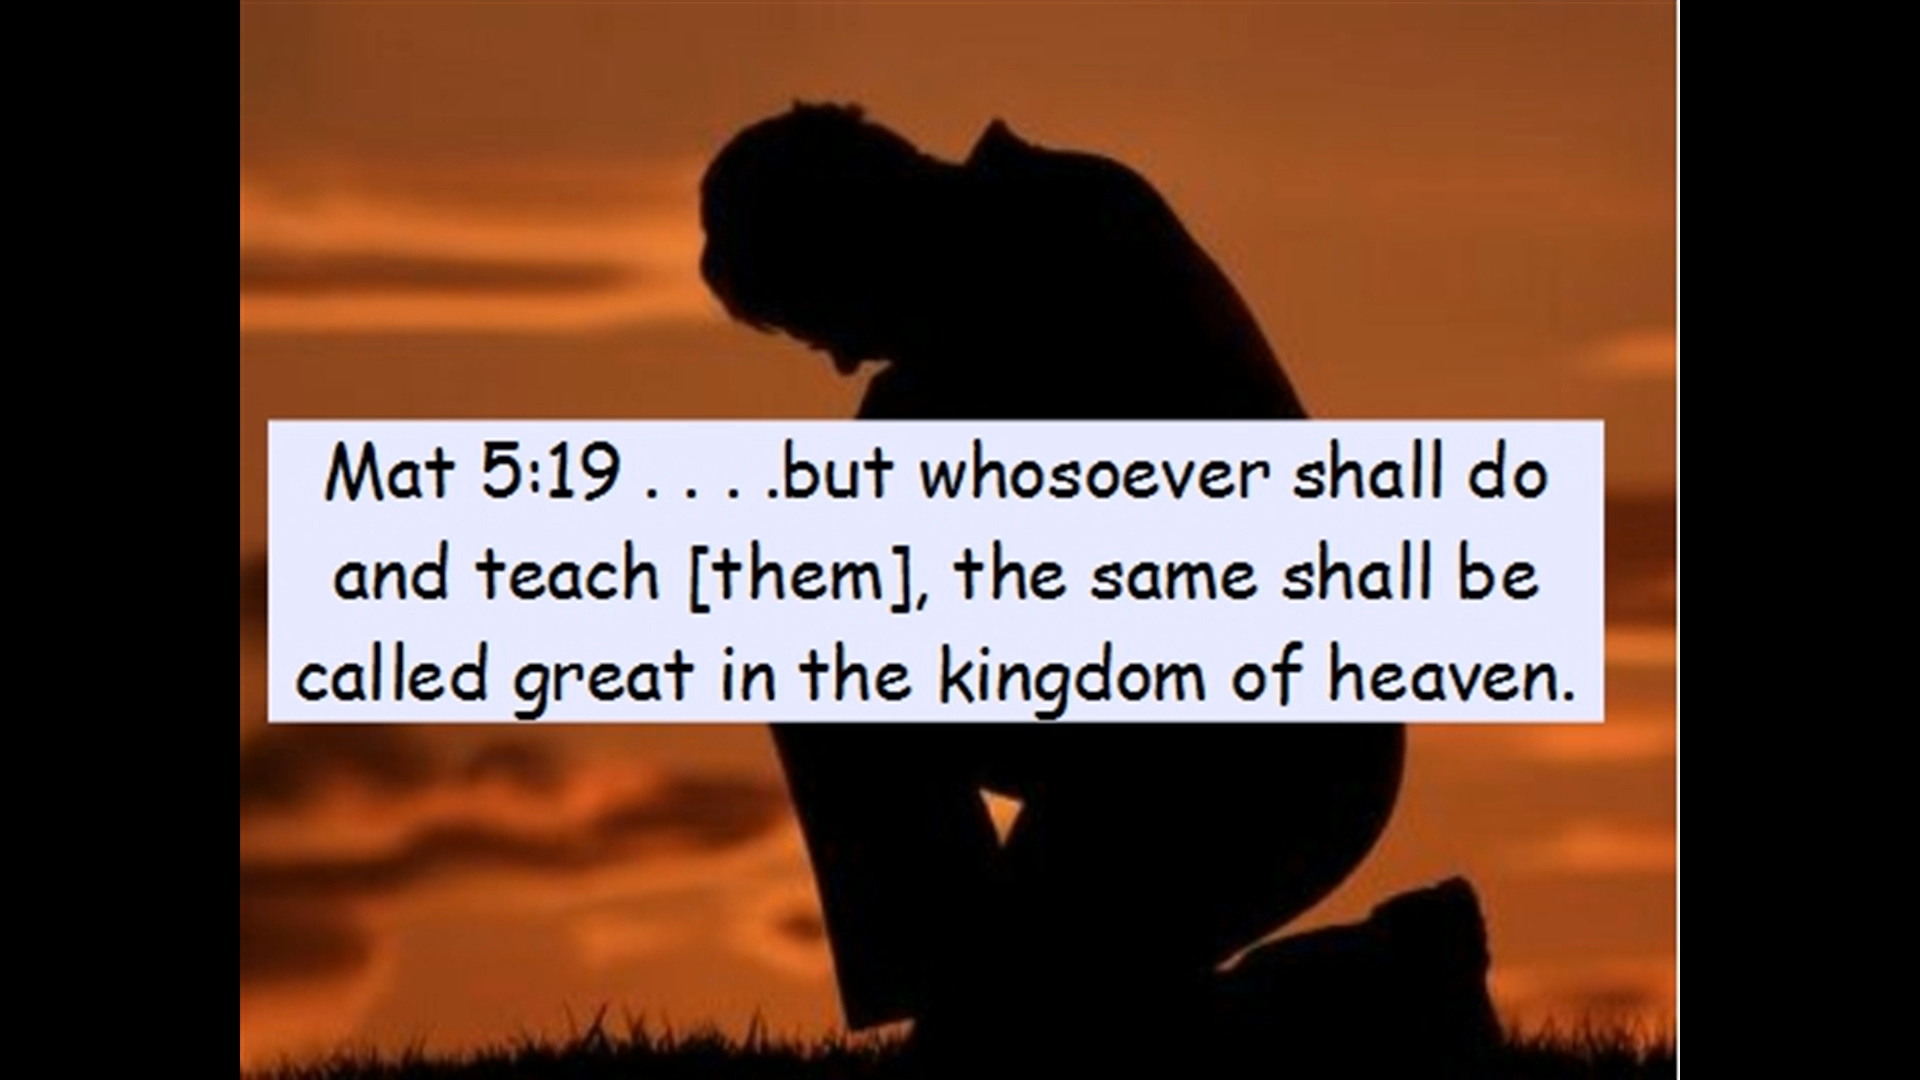 Mat 5:19 . . . .but whosoever shall do
and teach [them], the same shall be
called great in the kingdom of heaven.